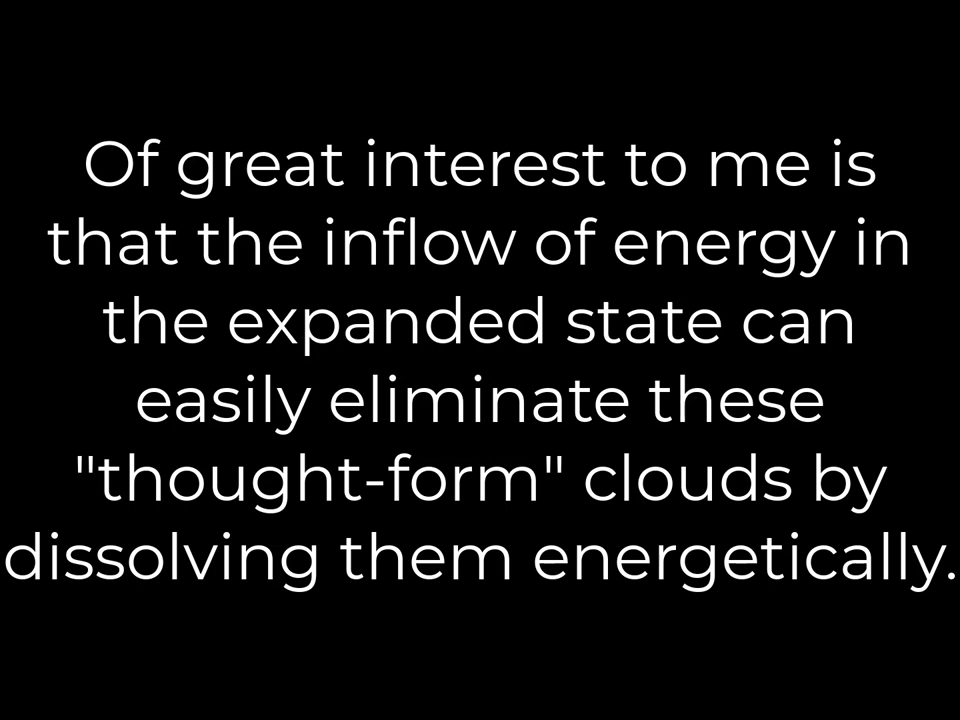 Of great interest to me is
that the inflow of energy in
the expanded state can
easily eliminate these
"thought-form" clouds by
dissolving them energetically.